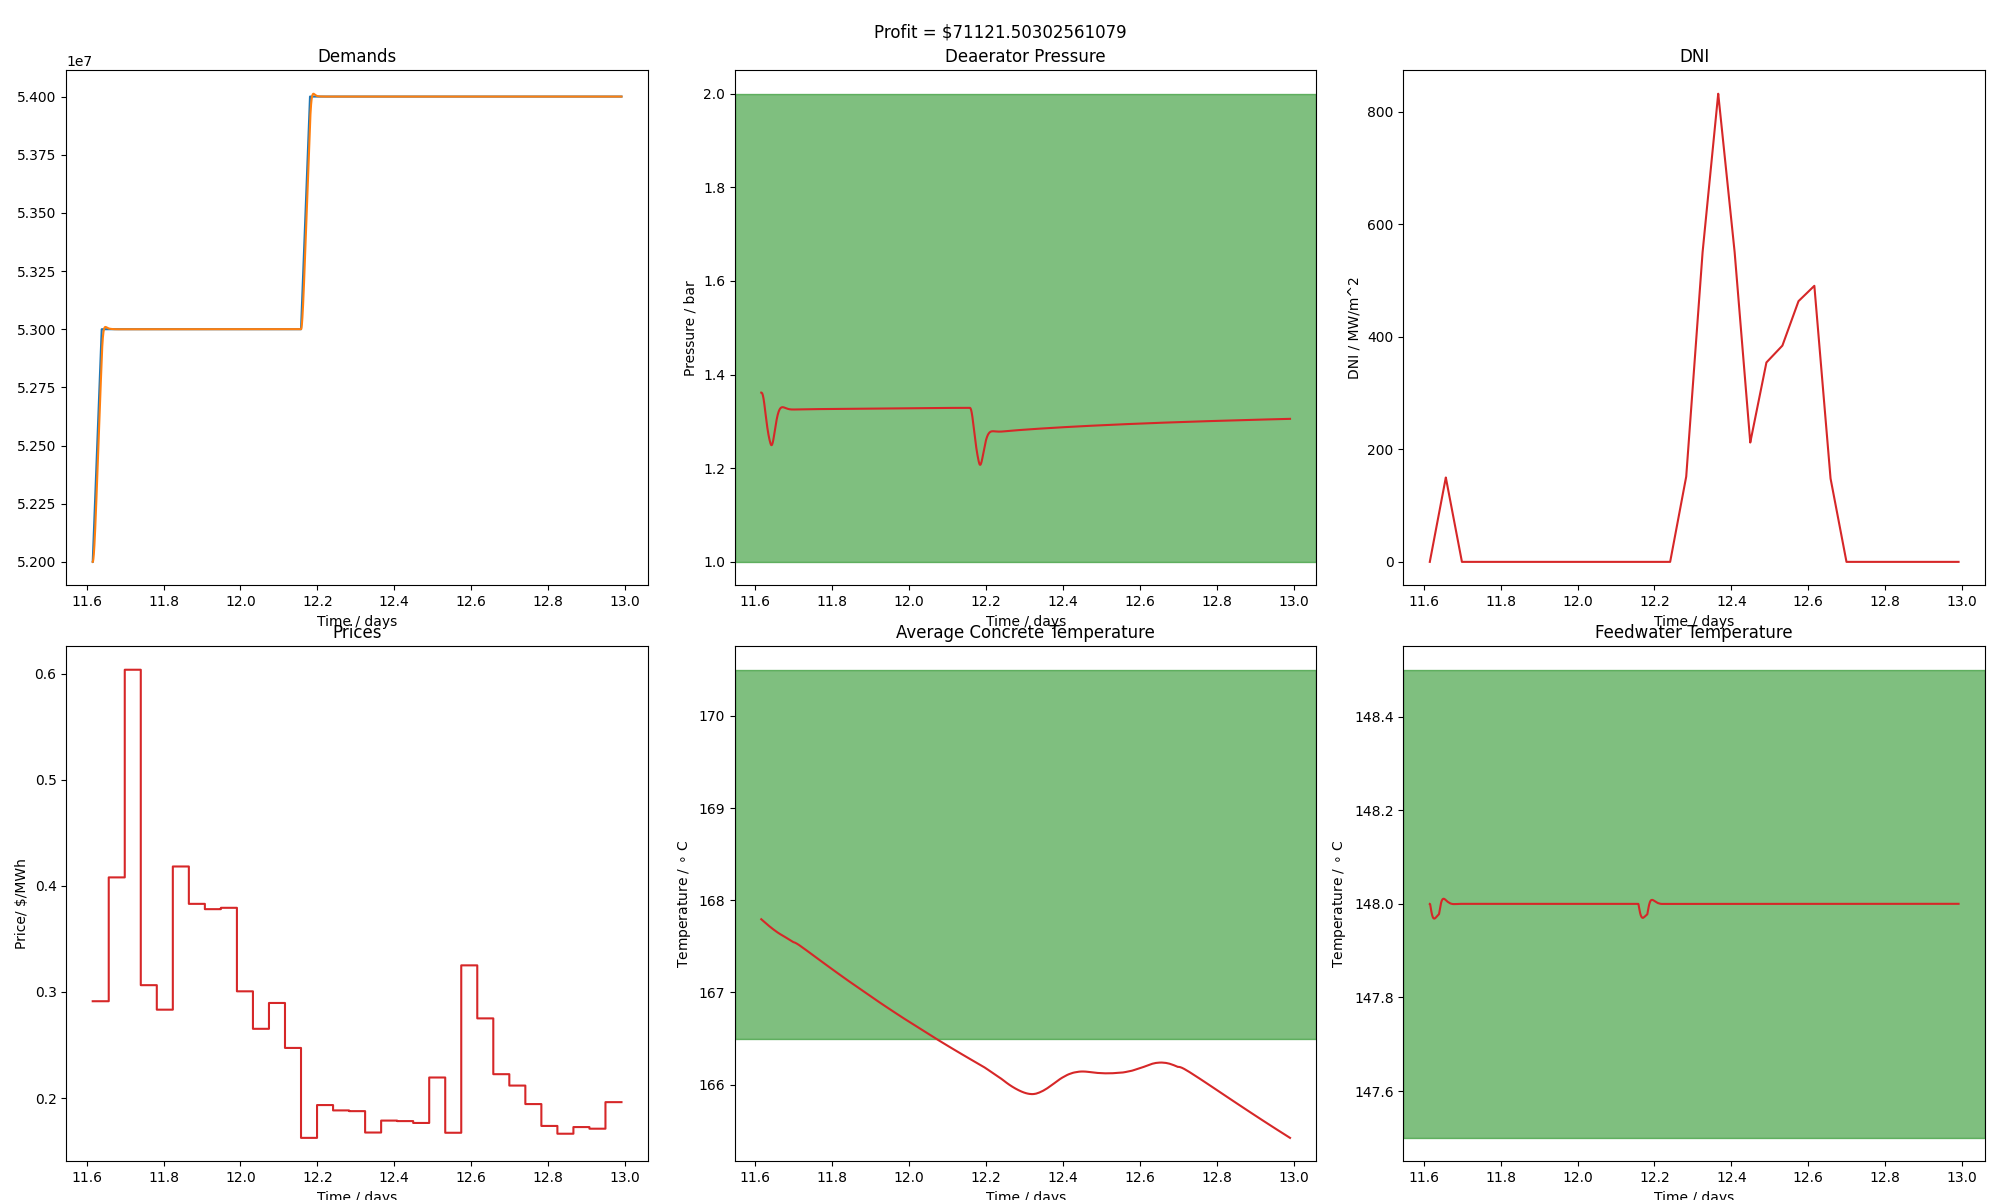 Profit = $71121.50302561079
Demands
1e7
5.400
5.375
5.350
5.325
5.300
5.275
5.250
5.225
5.200
11.6 11.8 12.0 12.2 12.4 12.6 12.8 13.0
Time / days
Deaerator Pressure
Pressure / bar
2.0
1.8
1.6
1.4
1.2
1.0
11.6 11.8 12.0 12.2 12.4 12.6 12.8 13.0
Time / days
DNI
DNI / MW/m^2
800
600
400
200
0
11.6 11.8 12.0 12.2 12.4 12.6 12.8 13.0
Time / days
Prices
Price/ $/MWh
0.6
0.5
0.4
0.3
0.2
11.6 11.8 12.0 12.2 12.4 12.6 12.8 13.0
Time / days
Average Concrete Temperature
Temperature / ∘ C
170
169
168
167
166
11.6 11.8 12.0 12.2 12.4 12.6 12.8 13.0
Time / days
Feedwater Temperature
Temperature / ∘ C
148.4
148.2
148.0
147.8
147.6
11.6 11.8 12.0 12.2 12.4 12.6 12.8 13.0
Time / days